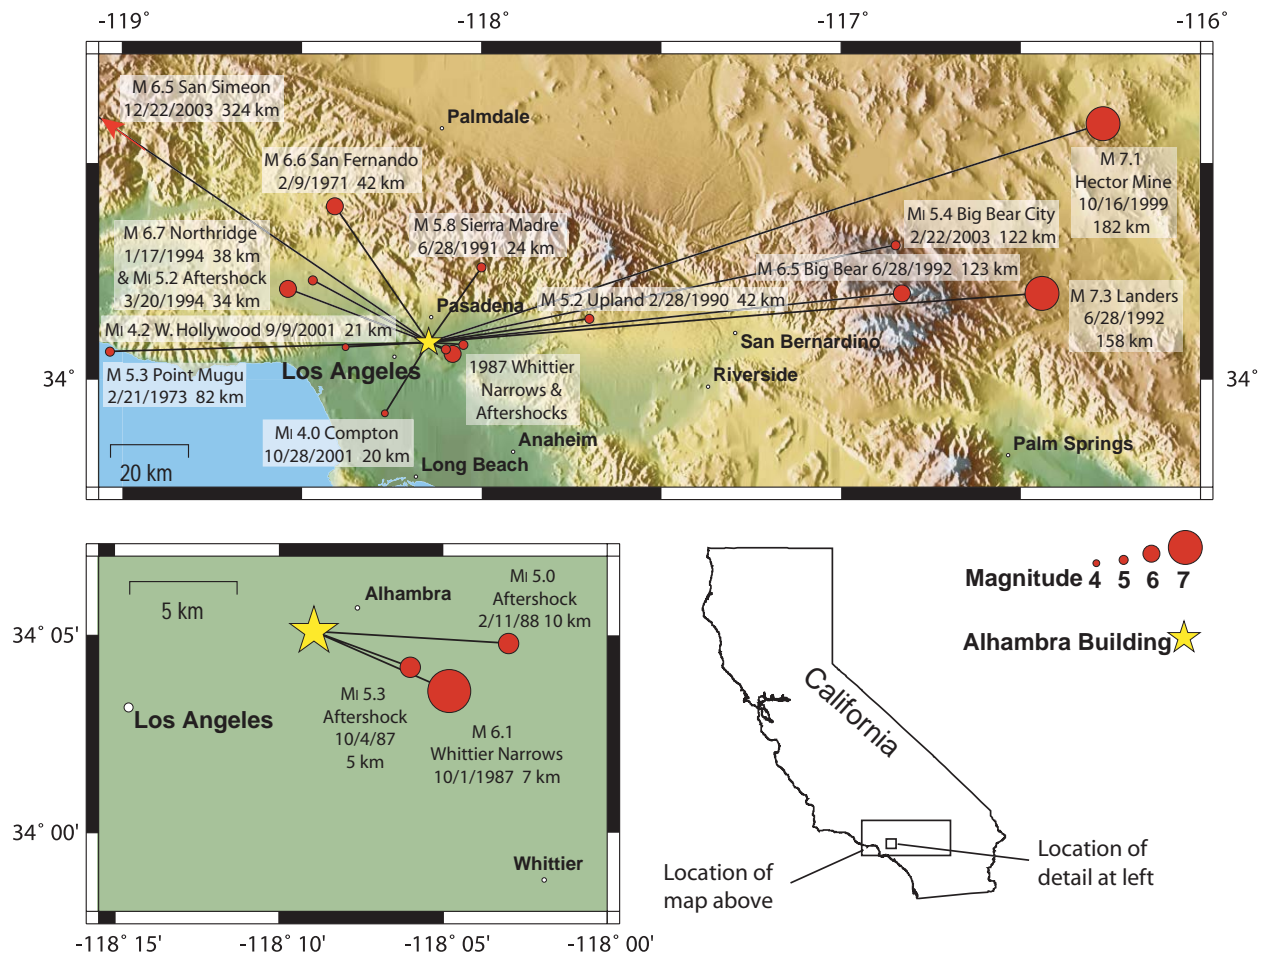 -119°
-118°
-117°
-116°
M 6.5 San Simeon
12/22/2003 324 km
Palmdale
M 6.6 San Fernando
2/9/1971 42 km
M 7.1
Hector Mine
10/16/1999
182 km
M 5.8 Sierra Madre
6/28/1991 24 km
Ml 5.4 Big Bear City
2/22/2003 122 km
M 6.7 Northridge
1/17/1994 38 km
& Ml 5.2 Aftershock
3/20/1994 34 km
M 6.5 Big Bear 6/28/1992 123 km
M 5.2 Upland 2/28/1990 42 km
M 7.3 Landers
6/28/1992
158 km
Pasadena
Ml 4.2 W. Hollywood 9/9/2001 21 km
San Bernardino
34°
34°
M 5.3 Point Mugu
2/21/1973 82 km
Los Angeles
1987 Whittier
Narrows &
Aftershocks
Riverside
Ml 4.0 Compton
10/28/2001 20 km
Anaheim
Palm Springs
20 km
Long Beach
5 km
Alhambra
Ml 5.0
Aftershock
2/11/88 10 km
34° 05'
Los Angeles
Ml 5.3
Aftershock
10/4/87
5 km
M 6.1
Whittier Narrows
10/1/1987 7 km
34° 00'
Whittier
-118° 15'
-118° 10'
-118° 05'
-118° 00'
Magnitude 4 5 6 7
Alhambra Building
California
Location of
map above
Location of
detail at left